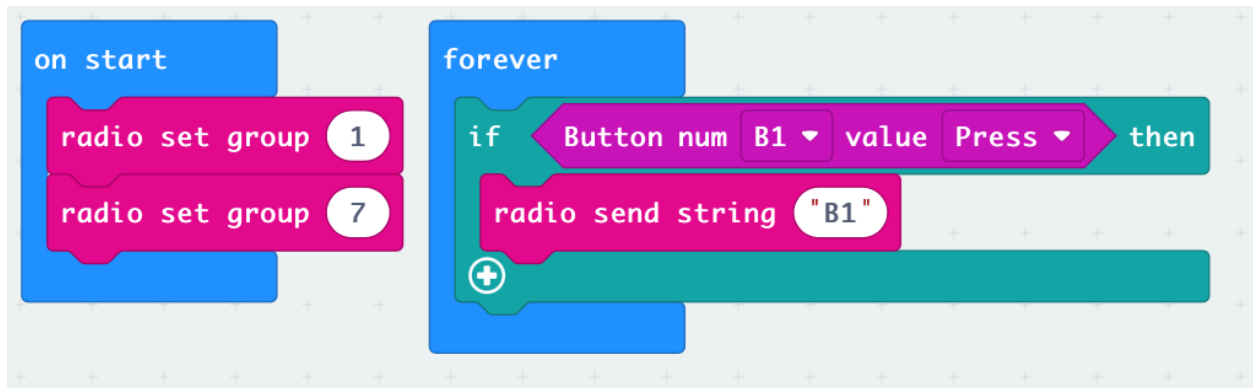 on start
radio set group 1
radio set group 7
forever
if Button num B1 value Press then
radio send string "B1"